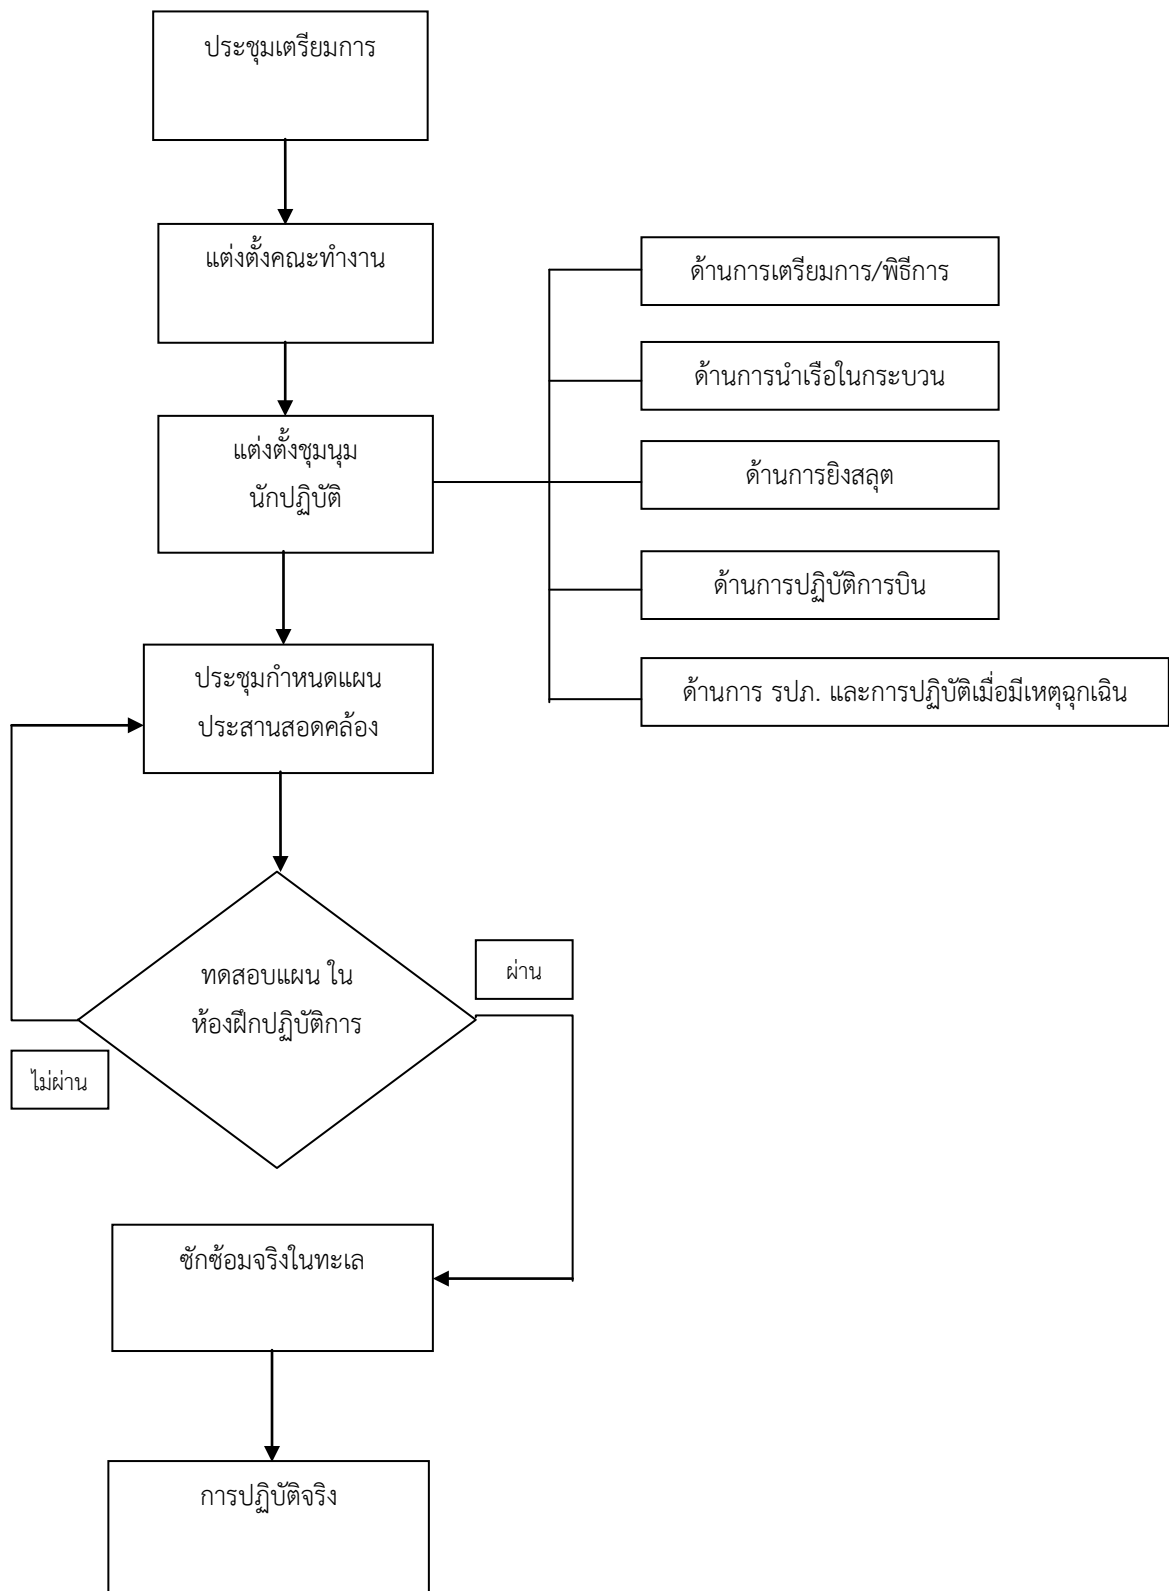 ประชุมเตรียมการ
แต่งตั้งคณะทำงาน
แต่งตั้งชุมนุม
นักปฏิบัติ
ด้านการเตรียมการ/พิธีการ
ด้านการนำเรือในกระบวน
ด้านการยิงสลุต
ด้านการปฏิบัติการบิน
ด้านการ รปภ. และการปฏิบัติเมื่อมีเหตุฉุกเฉิน
ประชุมกำหนดแผน
ประสานสอดคล้อง
ทดสอบแผน ใน
ห้องฝึกปฏิบัติการ
ผ่าน
ไม่ผ่าน
ซักซ้อมจริงในทะเล
การปฏิบัติจริง